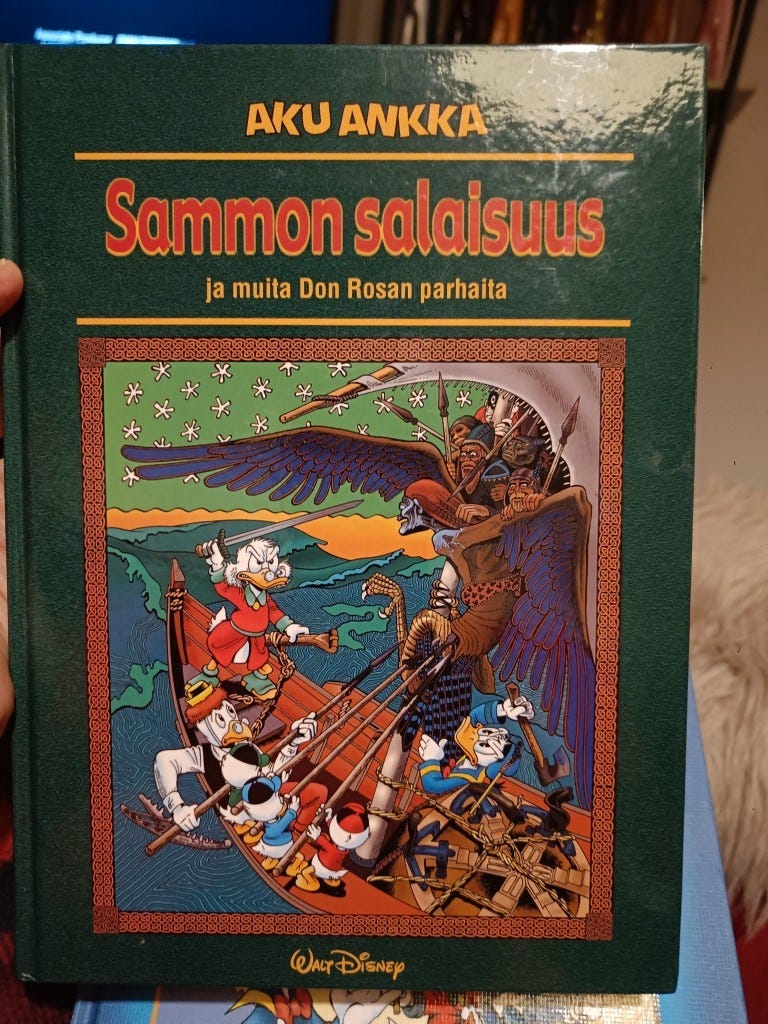 AKU ANKKA
Sammon salaisuus
ja muita Don Rosan parhaita
WALT DISNEY